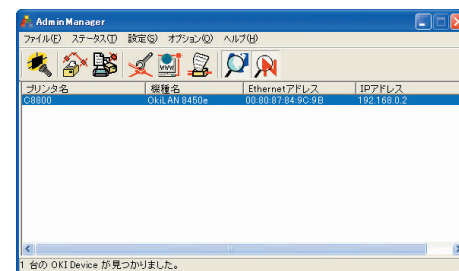 AdminManager
ファイル(F) ステータス(T) 設定(S) オプション(O) ヘルプ(H)
www
プリンタ名 機種名 Ethernetアドレス IPアドレス
C8800 OkiLAN 8450e 00:80:87:84:9C:9B 192.168.0.2
1 台の OKI Device が見つかりました。